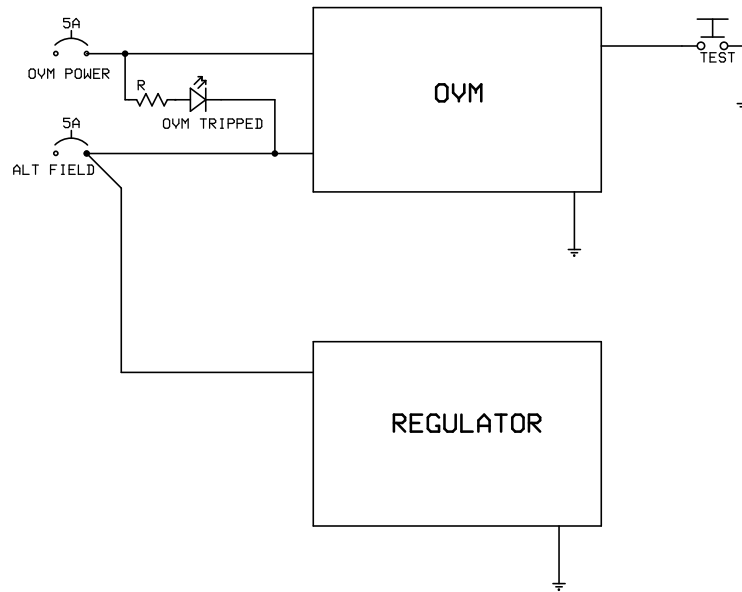 5A
OVM POWER
R
OVM TRIPPED
5A
ALT FIELD
OVM
TEST
REGULATOR